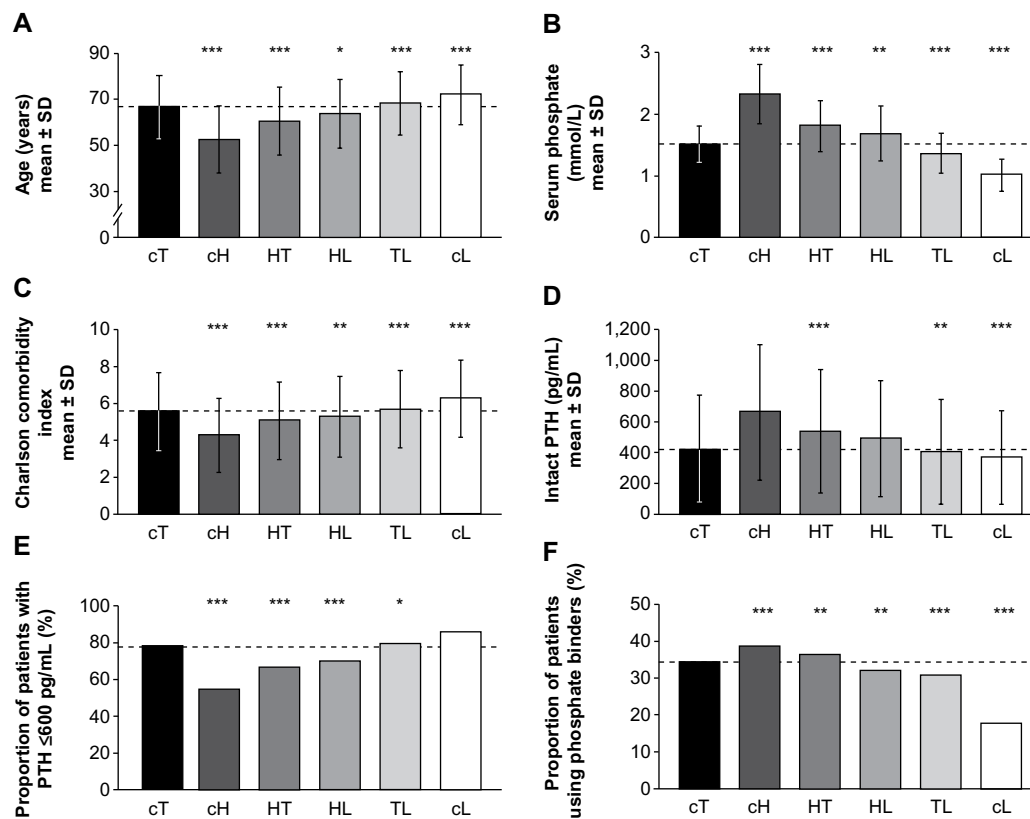 A
Age (years)
mean ± SD
90
70
50
30
0
*** *** * *** ***
cT cH HT HL TL cL
B
Serum phosphate
(mmol/L)
mean ± SD
3
2
1
0
*** *** ** *** ***
cT cH HT HL TL cL
C
Charlson comorbidity
index
mean ± SD
10
8
6
4
2
0
*** *** ** *** ***
cT cH HT HL TL cL
D
Intact PTH (pg/mL)
mean ± SD
1,200
1,000
800
600
400
200
0
*** ** ***
cT cH HT HL TL cL
E
Proportion of patients with
PTH ≤600 pg/mL (%)
100
80
60
40
20
0
*** *** *** *
cT cH HT HL TL cL
F
Proportion of patients
using phosphate binders (%)
50
40
30
20
10
0
*** ** ** *** ***
cT cH HT HL TL cL